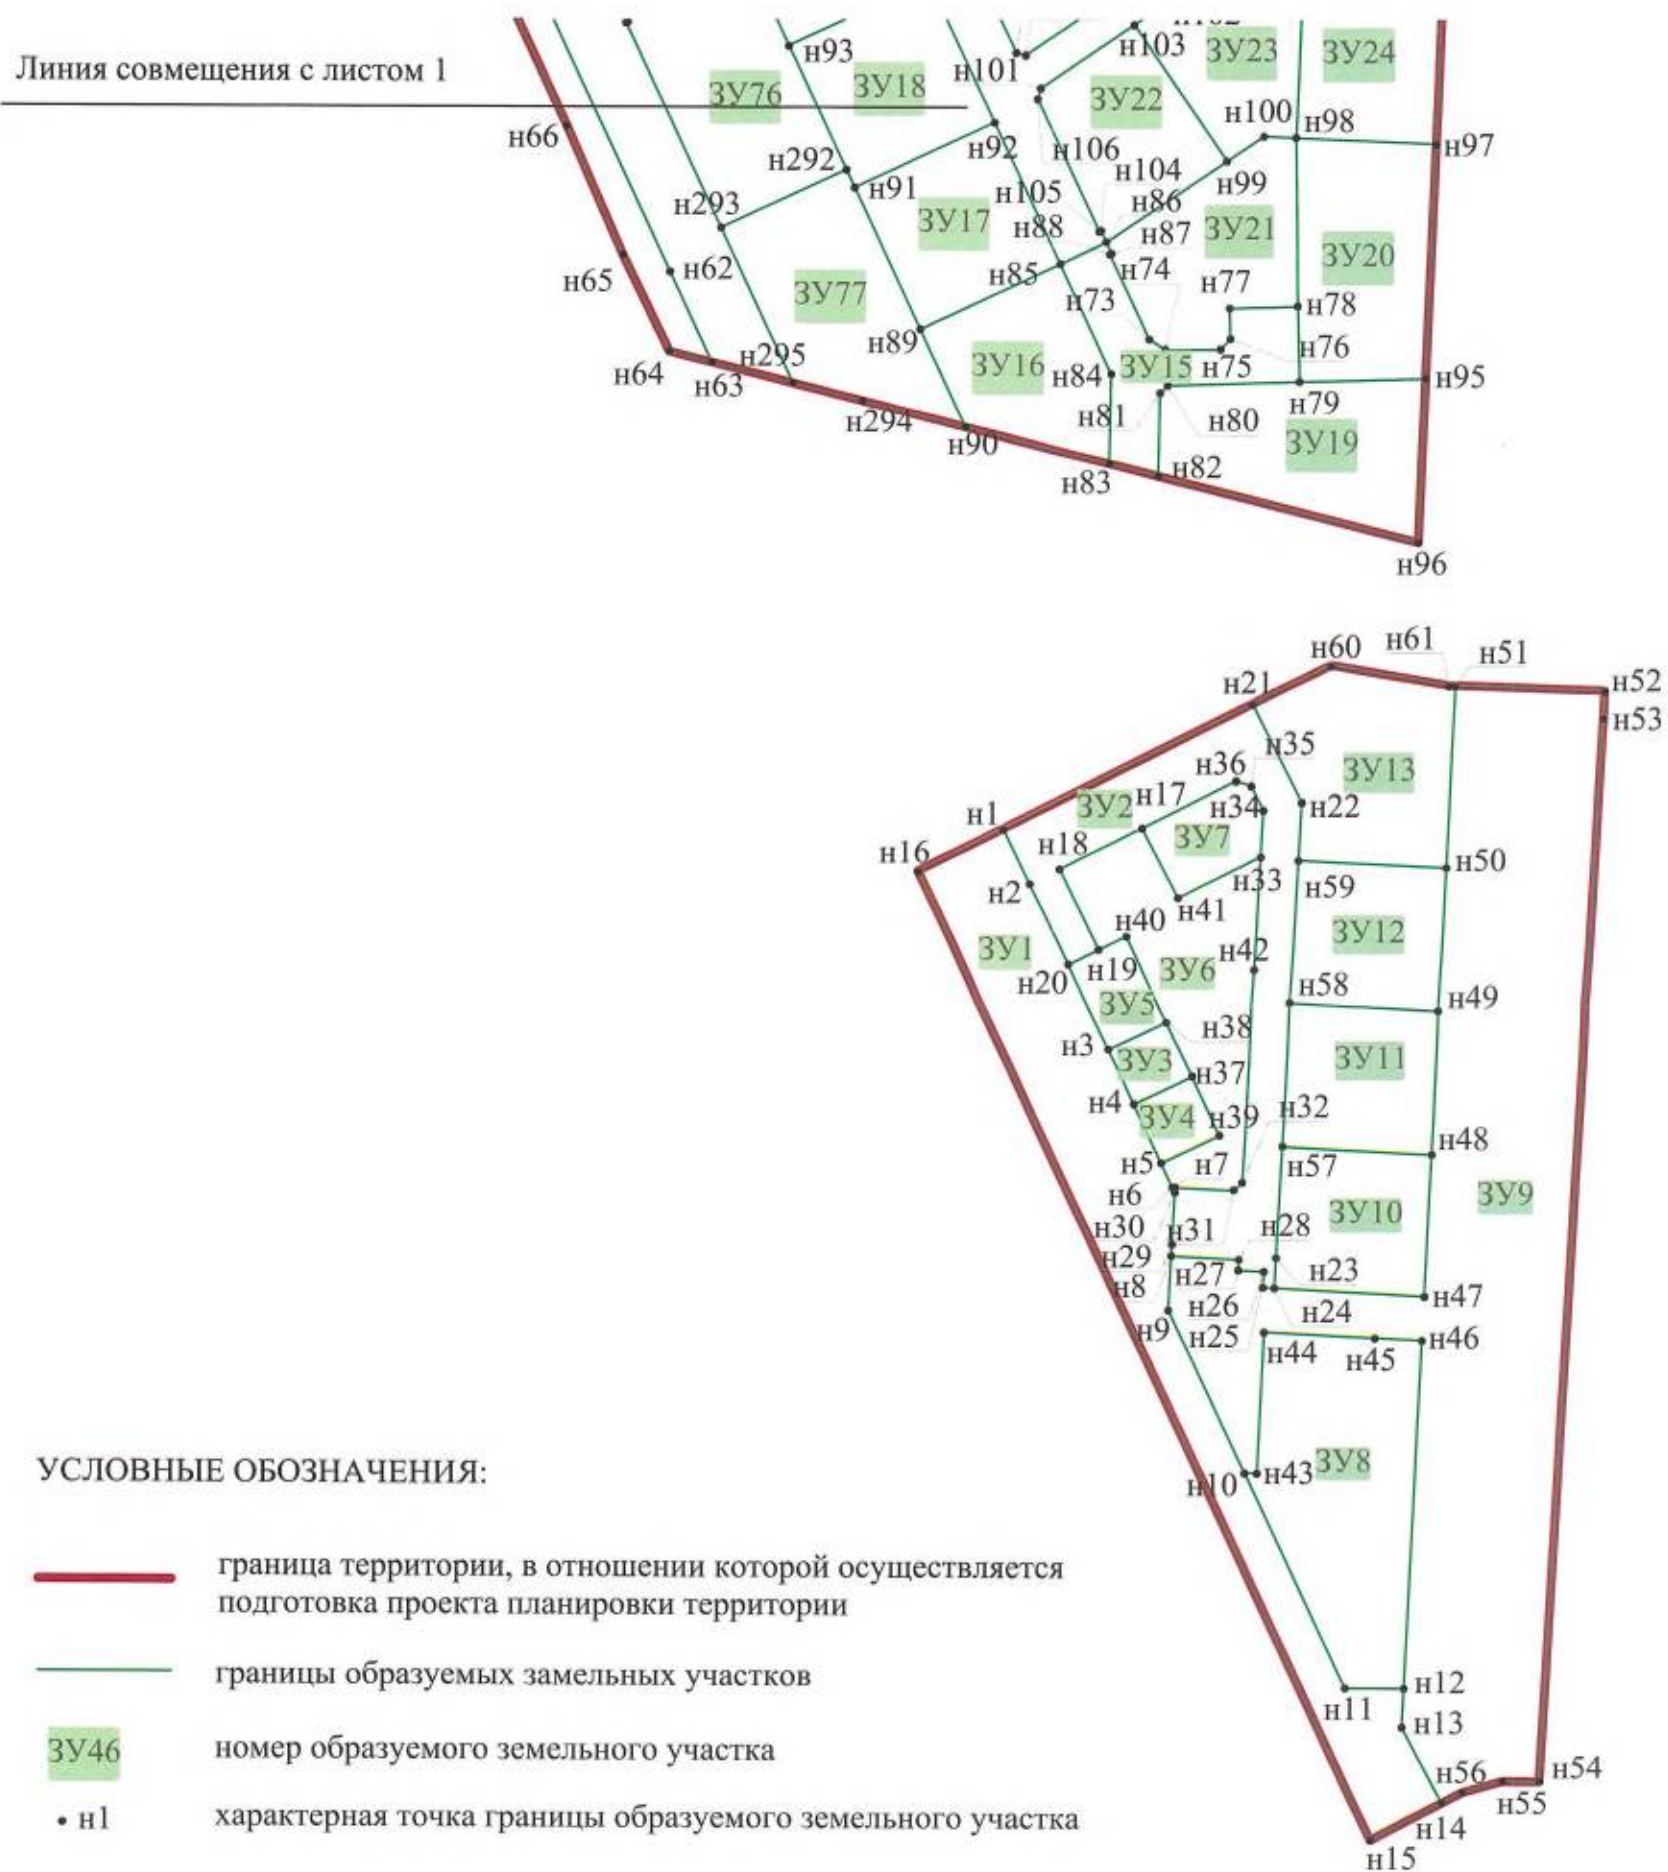 н102
н93
н103
ЗУ23
ЗУ24
Линия совмещения с листом 1
н101
ЗУ76
ЗУ18
ЗУ22
н100
н98
н66
н92
н106
н97
н292
н104
н99
н91
н105
н86
н293
ЗУ17
н88
н87
ЗУ21
ЗУ20
н62
н85
н74
н65
н77
ЗУ77
н73
н78
н89
н76
н295
н64
н63
ЗУ16
н84
ЗУ15
н75
н95
н294
н81
н80
н79
н90
ЗУ19
н83
н82
н96
н60
н61
н51
н21
н52
н53
н35
н36
ЗУ13
ЗУ2
н17
н34
н22
н1
ЗУ7
н16
н18
н50
н2
н33
н59
н41
н40
ЗУ12
ЗУ1
н42
н19
ЗУ6
н20
н58
н49
ЗУ5
н38
н3
ЗУ3
ЗУ11
н37
н4
ЗУ4
н39
н32
н48
н5
н7
н57
н6
ЗУ9
ЗУ10
н30
н31
н28
н29
н27
н23
н8
н47
н26
н24
н9
н25
н44
н45
н46
ЗУ8
н10
н43
УСЛОВНЫЕ ОБОЗНАЧЕНИЯ:
граница территории, в отношении которой осуществляется
подготовка проекта планировки территории
границы образуемых замельных участков
н12
н11
н13
ЗУ46
номер образуемого земельного участка
н56
н54
н55
н1
характерная точка границы образуемого земельного участка
н14
н15